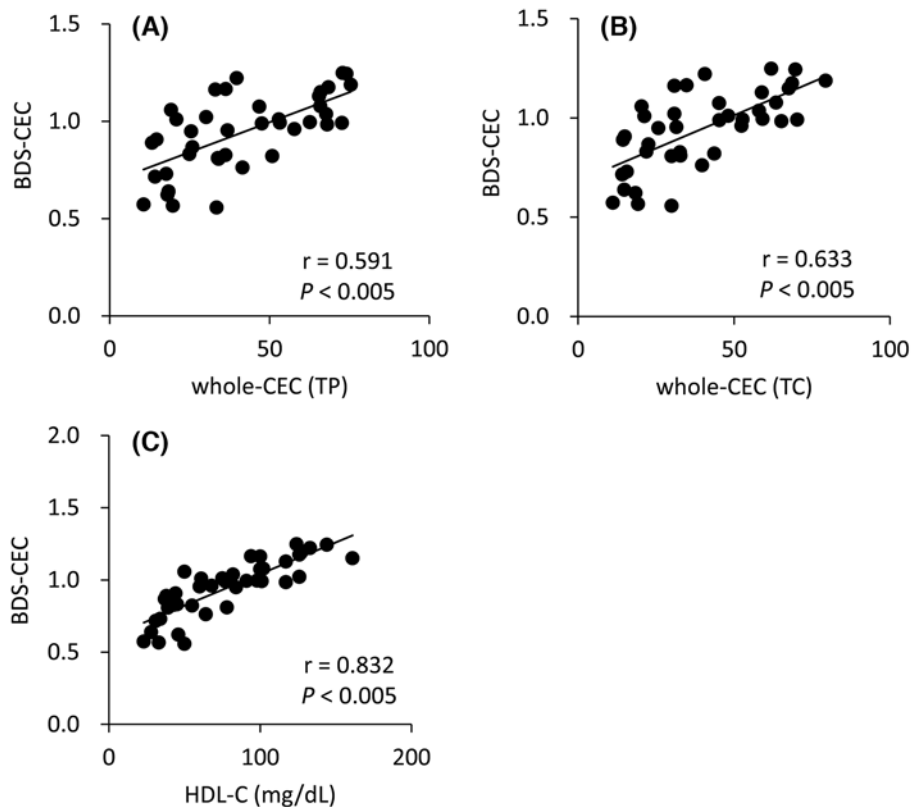 (A)
1.5
1.0
0.5
0.0
BDS-CEC
0 50 100
whole-CEC (TP)
r = 0.591
P < 0.005
(B)
1.5
1.0
0.5
0.0
BDS-CEC
0 50 100
whole-CEC (TC)
r = 0.633
P < 0.005
(C)
2.0
1.5
1.0
0.5
0.0
BDS-CEC
0 100 200
HDL-C (mg/dL)
r = 0.832
P < 0.005